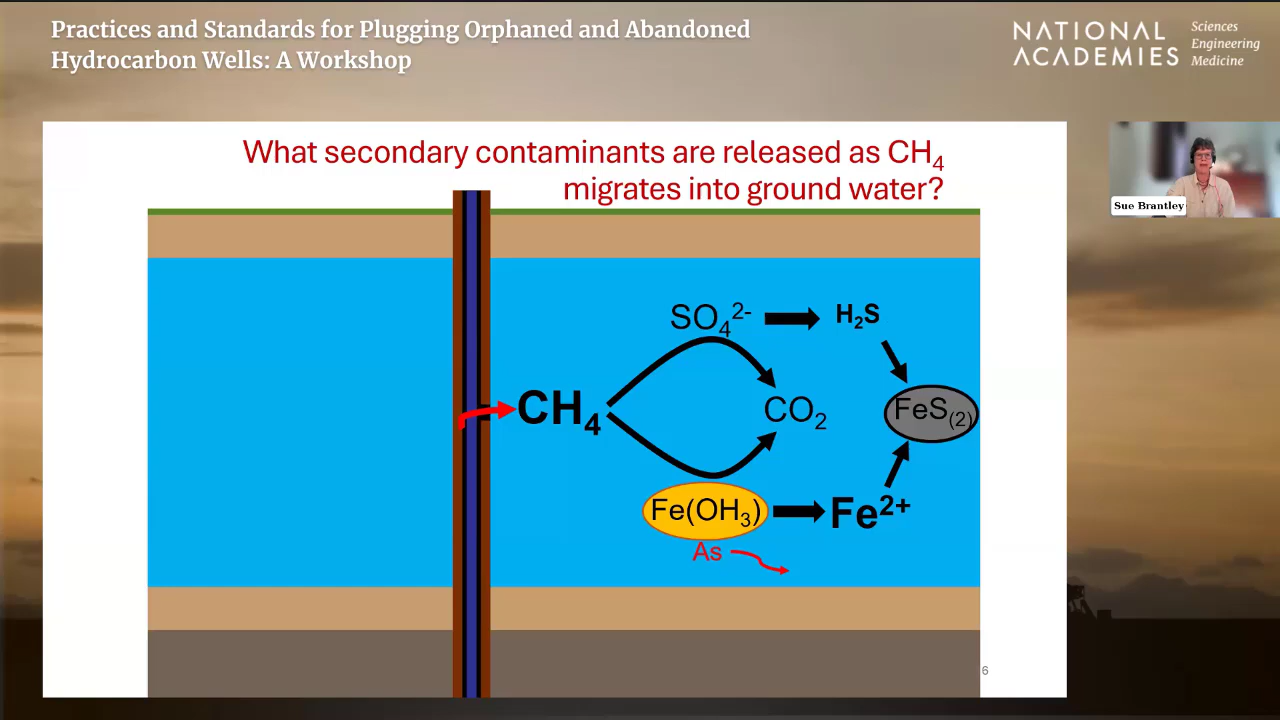 Practices and Standards for Plugging Orphaned and Abandoned
Hydrocarbon Wells: A Workshop
NATIONAL
ACADEMIES
Sciences
Engineering
Medicine
What secondary contaminants are released as CH₄
migrates into ground water?
Sue Brantley
SO₄²⁻
H₂S
CH₄
CO₂
FeS₍₂₎
Fe(OH₃)
Fe²⁺
As
6